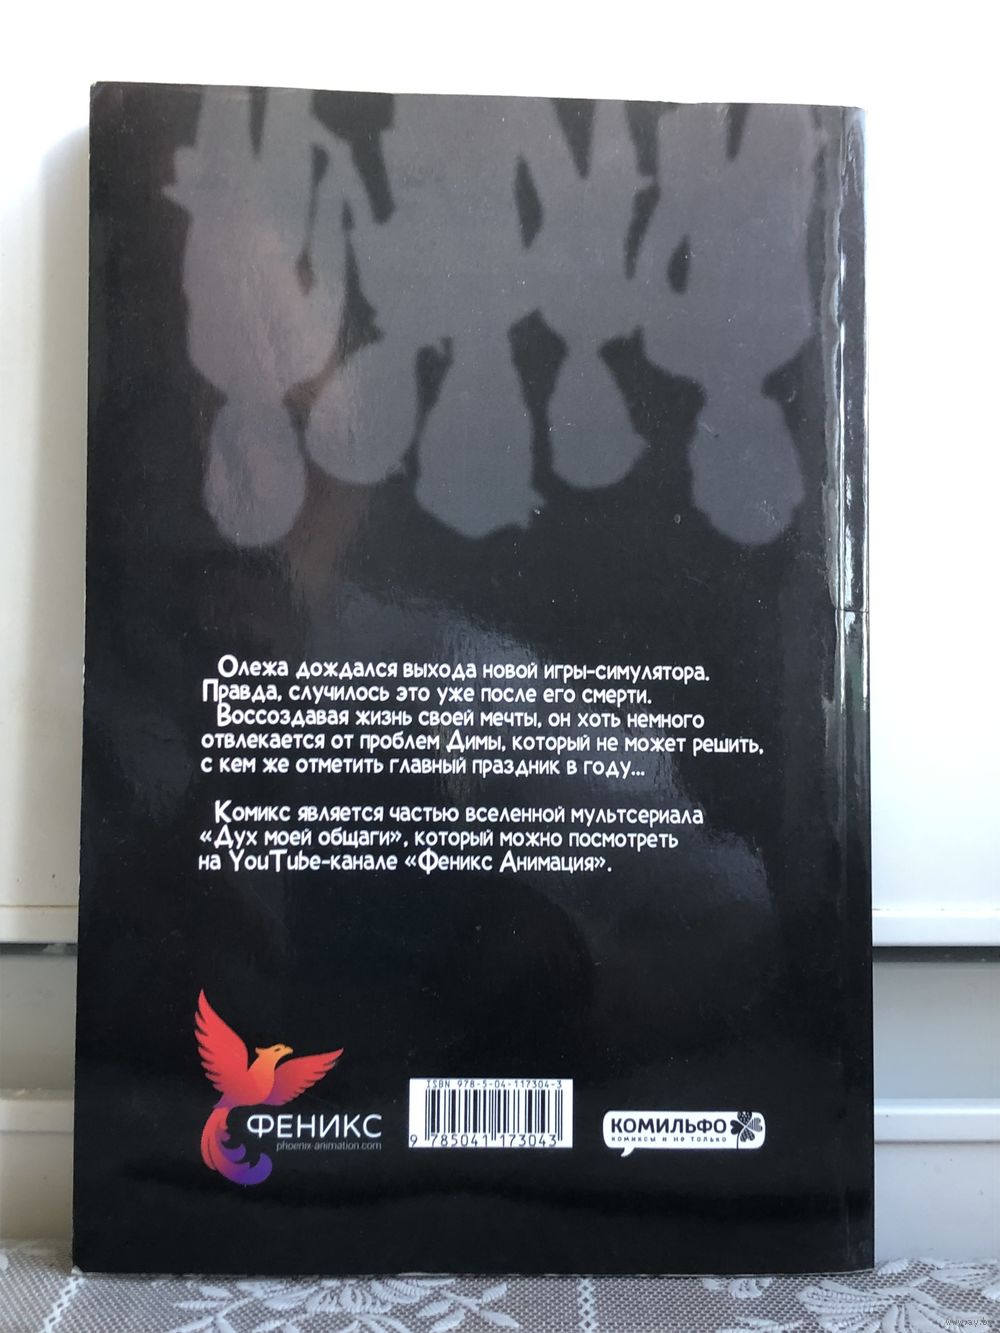 Олежа дождался выхода новой игры-симулятора.
Правда, случилось это уже после его смерти.
Воссоздавая жизнь своей мечты, он хоть немного
отвлекается от проблем Димы, который не может решить,
с кем же отметить главный праздник в году...
Комикс является частью вселенной мультсериала
«Дух моей общаги», который можно посмотреть
на YouTube-канале «Феникс Анимация».
ФЕНИКС
phoenix-animation.com
ISBN 978-5-04-117304-3
9 785041 173043
КОМИЛЬФО
КОМИКСЫ И НЕ ТОЛЬКО